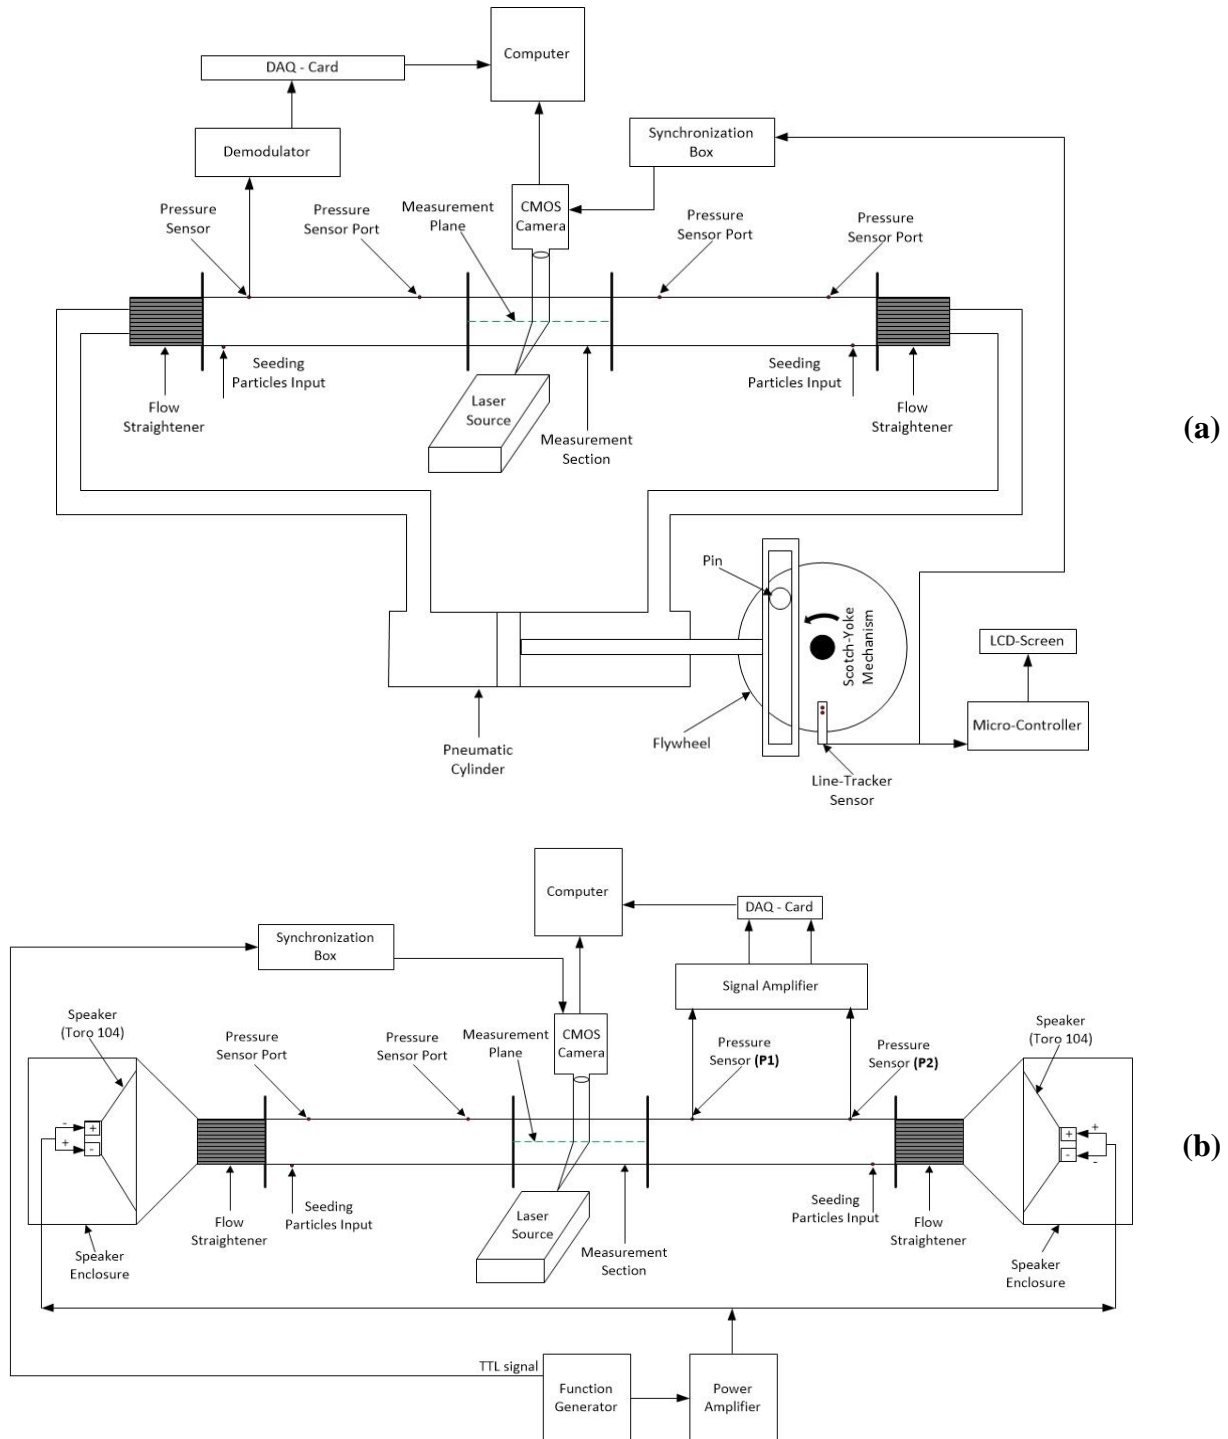 Computer
DAQ - Card
Synchronization
Box
Demodulator
CMOS
Camera
Measurement
Plane
Pressure
Sensor
Pressure
Sensor Port
Pressure
Sensor Port
Pressure
Sensor Port
Seeding
Particles Input
Seeding
Particles Input
Laser
Source
Flow
Straightener
Flow
Straightener
Measurement
Section
(a)
Pin
Scotch-Yoke
Mechanism
LCD-Screen
Micro-Controller
Flywheel
Pneumatic
Cylinder
Line-Tracker
Sensor
Computer
DAQ - Card
Synchronization
Box
Signal Amplifier
Speaker
(Toro 104)
Speaker
(Toro 104)
Pressure
Sensor Port
Pressure
Sensor Port
Measurement
Plane
CMOS
Camera
Pressure
Sensor (P1)
Pressure
Sensor (P2)
- +
+ -
+ +
- -
(b)
Seeding
Particles Input
Seeding
Particles Input
Flow
Straightener
Flow
Straightener
Laser
Source
Measurement
Section
Speaker
Enclosure
Speaker
Enclosure
TTL signal
Function
Generator
Power
Amplifier